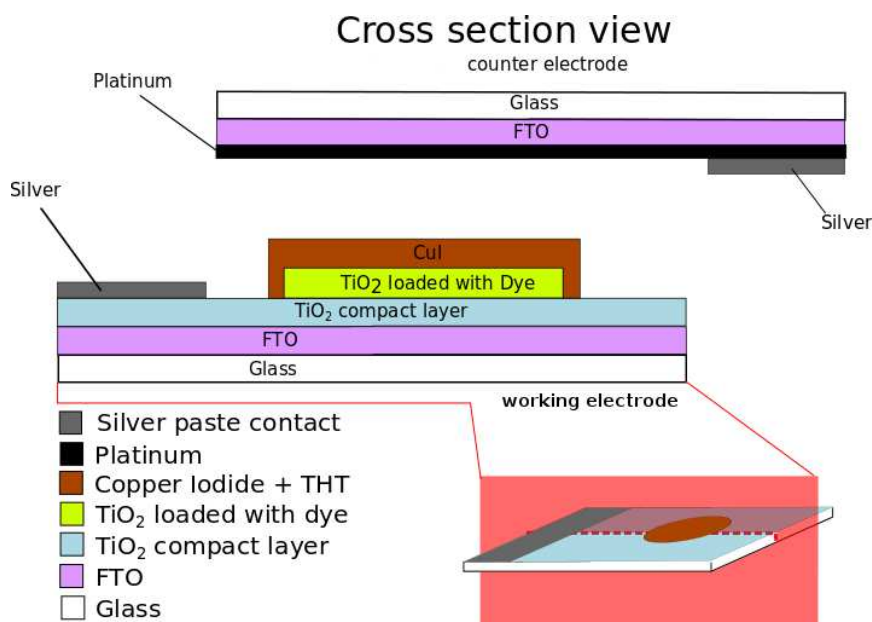 Cross section view
counter electrode
Platinum
Glass
FTO
Silver
Silver
CuI
TiO₂ loaded with Dye
TiO₂ compact layer
FTO
Glass
working electrode
Silver paste contact
Platinum
Copper Iodide + THT
TiO₂ loaded with dye
TiO₂ compact layer
FTO
Glass